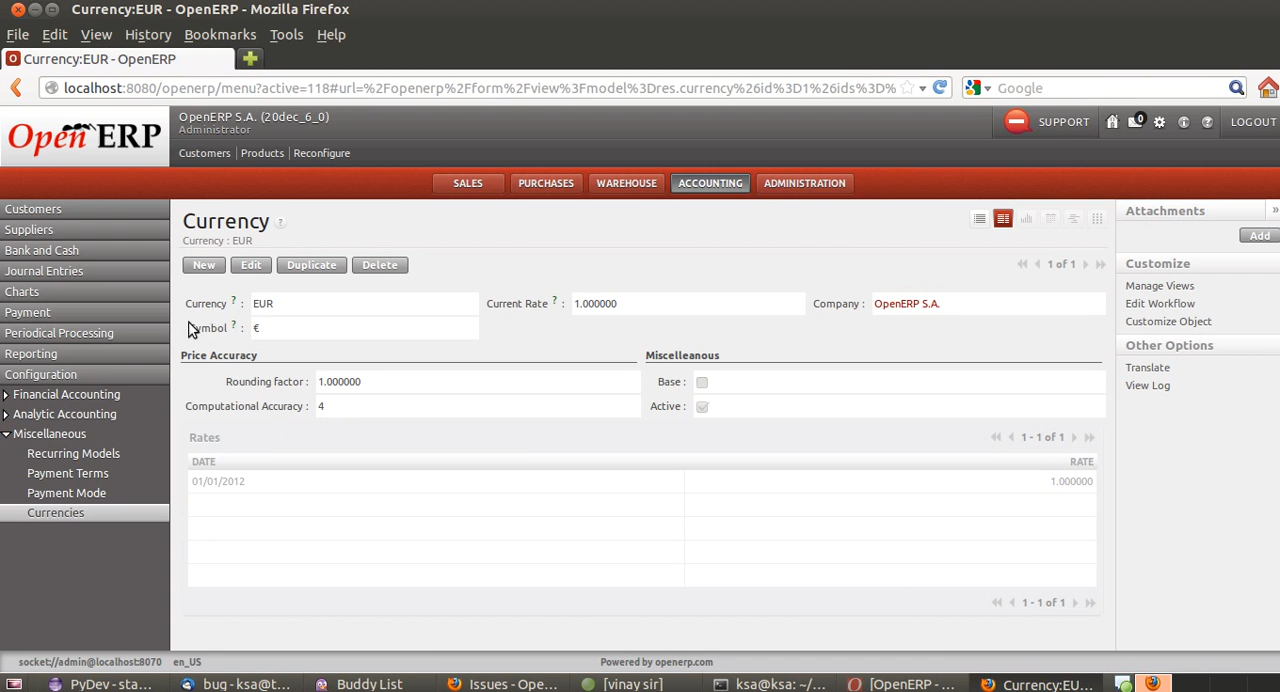 Currency:EUR - OpenERP - Mozilla Firefox
File Edit View History Bookmarks Tools Help
Currency:EUR - OpenERP
localhost:8080/openerp/menu?active=118#url=%2Fopenerp%2Fform%2Fview%3Fmodel%3Dres.currency%26id%3D1%26ids%3D%
Google
OpenERP
OpenERP S.A. (20dec_6_0)
Administrator
SUPPORT 0 LOGOUT
Customers Products Reconfigure
SALES PURCHASES WAREHOUSE ACCOUNTING ADMINISTRATION
Customers
Suppliers
Bank and Cash
Journal Entries
Charts
Payment
Periodical Processing
Reporting
Configuration
Financial Accounting
Analytic Accounting
Miscellaneous
Recurring Models
Payment Terms
Payment Mode
Currencies
Currency ?
Currency : EUR
New Edit Duplicate Delete
1 of 1
Currency ? : EUR Current Rate ? : 1.000000 Company : OpenERP S.A.
ymbol ? : €
Price Accuracy Miscelleanous
Rounding factor : 1.000000 Base :
Computational Accuracy : 4 Active :
Rates 1 - 1 of 1
DATE RATE
01/01/2012 1.000000
1 - 1 of 1
Attachments »
Add
Customize
Manage Views
Edit Workflow
Customize Object
Other Options
Translate
View Log
socket://admin@localhost:8070 en_US Powered by openerp.com
PyDev - sta... bug - ksa@t... Buddy List Issues - Ope... [vinay sir] ksa@ksa: ~/... [OpenERP - ... Currency:EU...